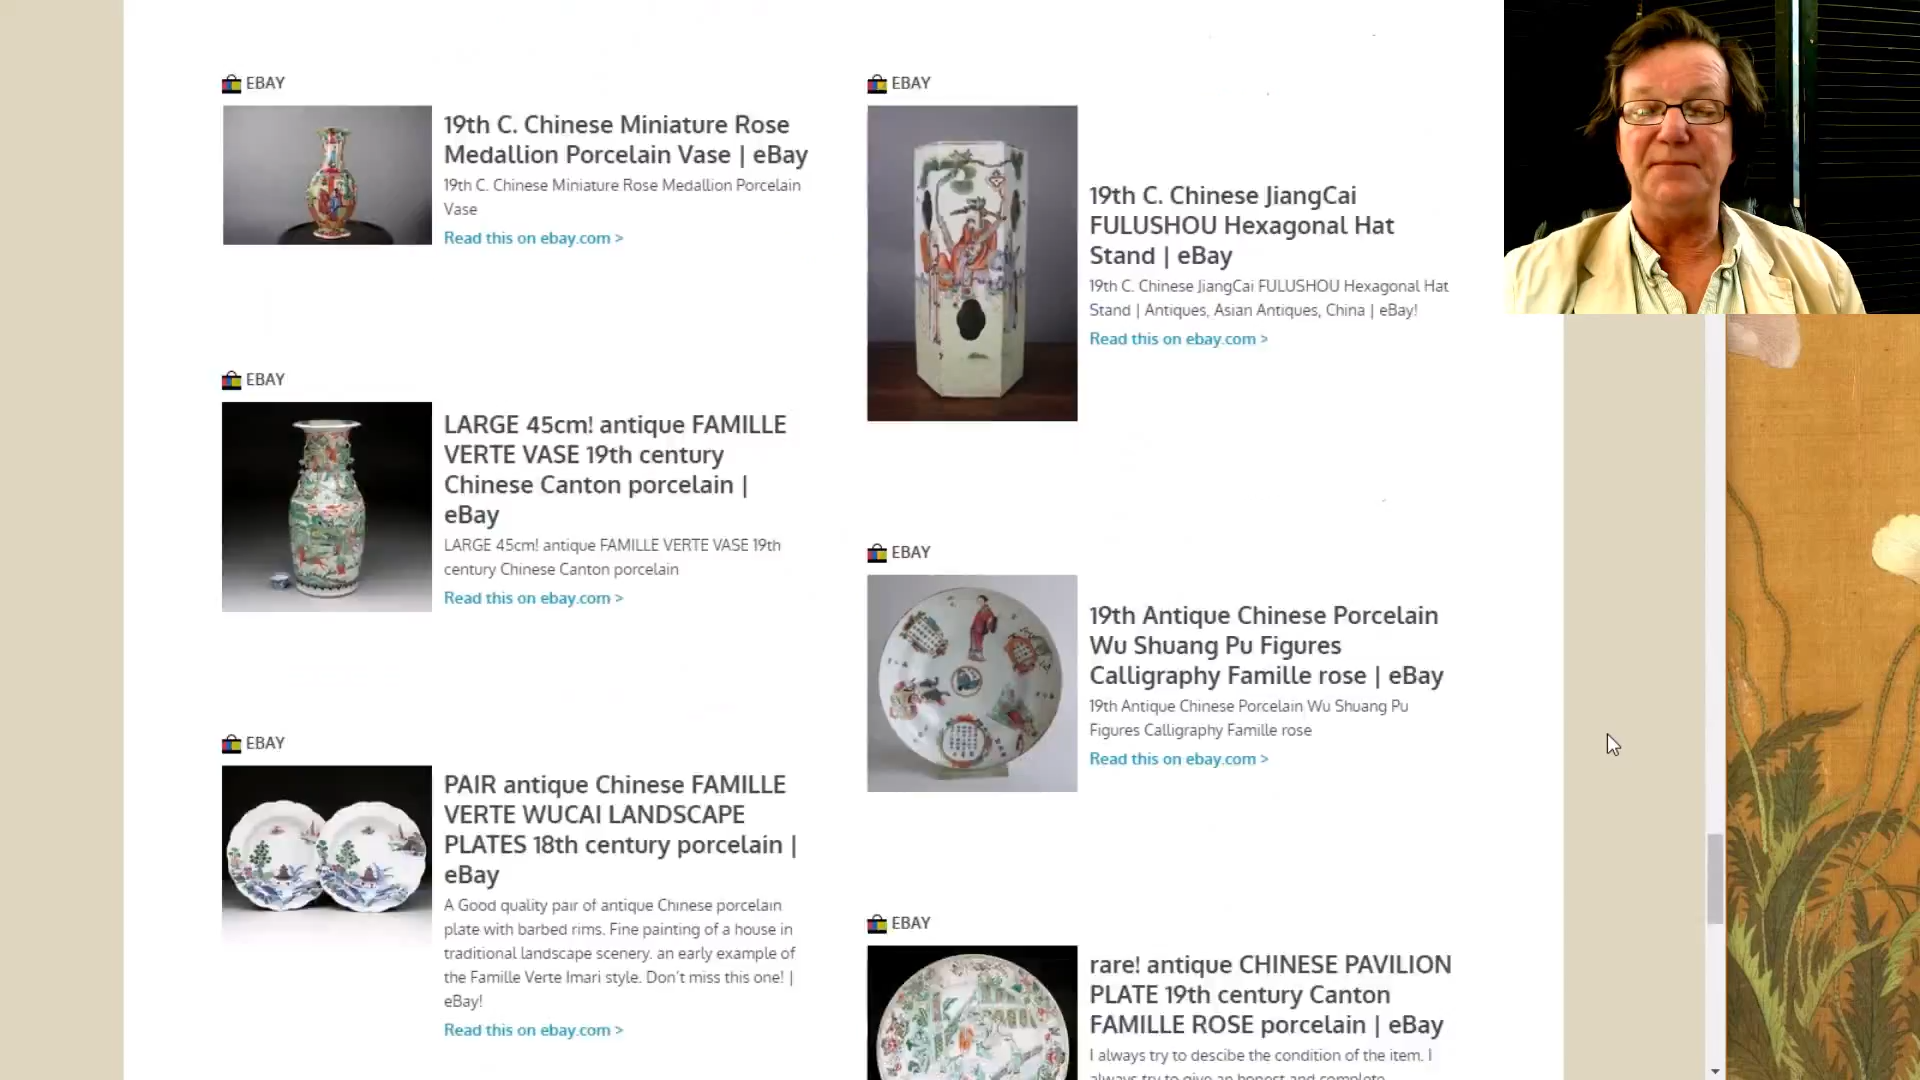 EBAY
19th C. Chinese Miniature Rose
Medallion Porcelain Vase | eBay
19th C. Chinese Miniature Rose Medallion Porcelain
Vase
Read this on ebay.com >
EBAY
LARGE 45cm! antique FAMILLE
VERTE VASE 19th century
Chinese Canton porcelain |
eBay
LARGE 45cm! antique FAMILLE VERTE VASE 19th
century Chinese Canton porcelain
Read this on ebay.com >
EBAY
PAIR antique Chinese FAMILLE
VERTE WUCAI LANDSCAPE
PLATES 18th century porcelain |
eBay
A Good quality pair of antique Chinese porcelain
plate with barbed rims. Fine painting of a house in
traditional landscape scenery. an early example of
the Famille Verte Imari style. Don't miss this one! |
eBay!
Read this on ebay.com >
EBAY
19th C. Chinese JiangCai
FULUSHOU Hexagonal Hat
Stand | eBay
19th C. Chinese JiangCai FULUSHOU Hexagonal Hat
Stand | Antiques, Asian Antiques, China | eBay!
Read this on ebay.com >
EBAY
19th Antique Chinese Porcelain
Wu Shuang Pu Figures
Calligraphy Famille rose | eBay
19th Antique Chinese Porcelain Wu Shuang Pu
Figures Calligraphy Famille rose
Read this on ebay.com >
EBAY
rare! antique CHINESE PAVILION
PLATE 19th century Canton
FAMILLE ROSE porcelain | eBay
I always try to descibe the condition of the item. I
always try to give an honest and complete